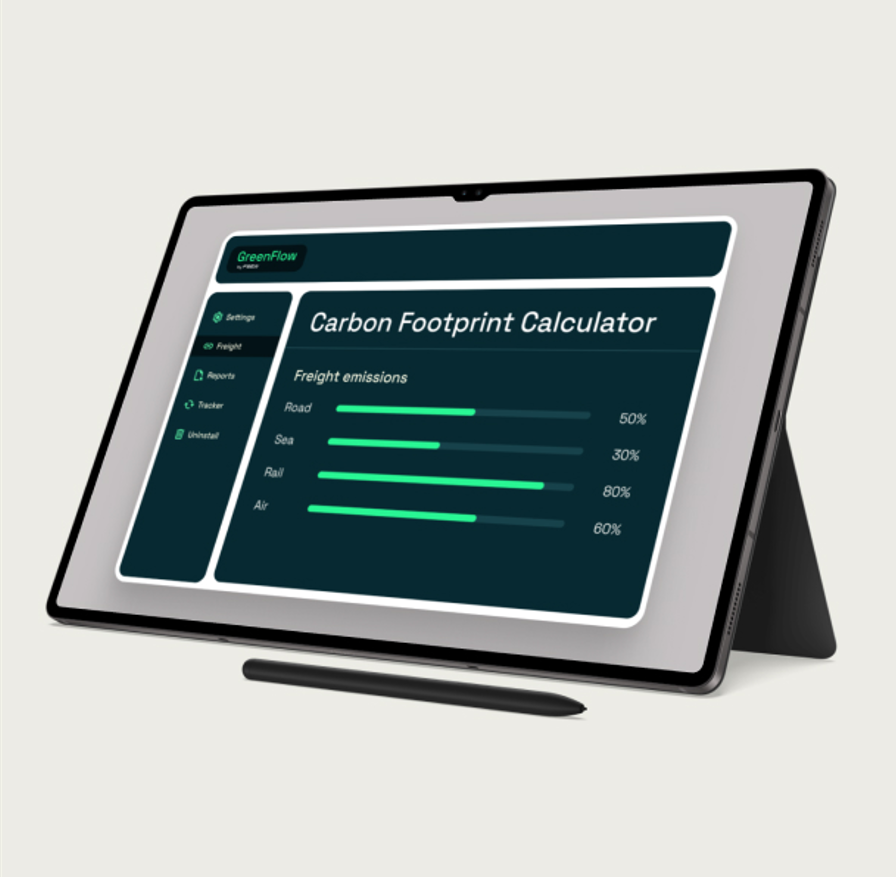 GreenFlow
Settings
Freight
Reports
Tracker
Uninstall
Carbon Footprint Calculator
Freight emissions
Road 50%
Sea 30%
Rail 80%
Air 60%